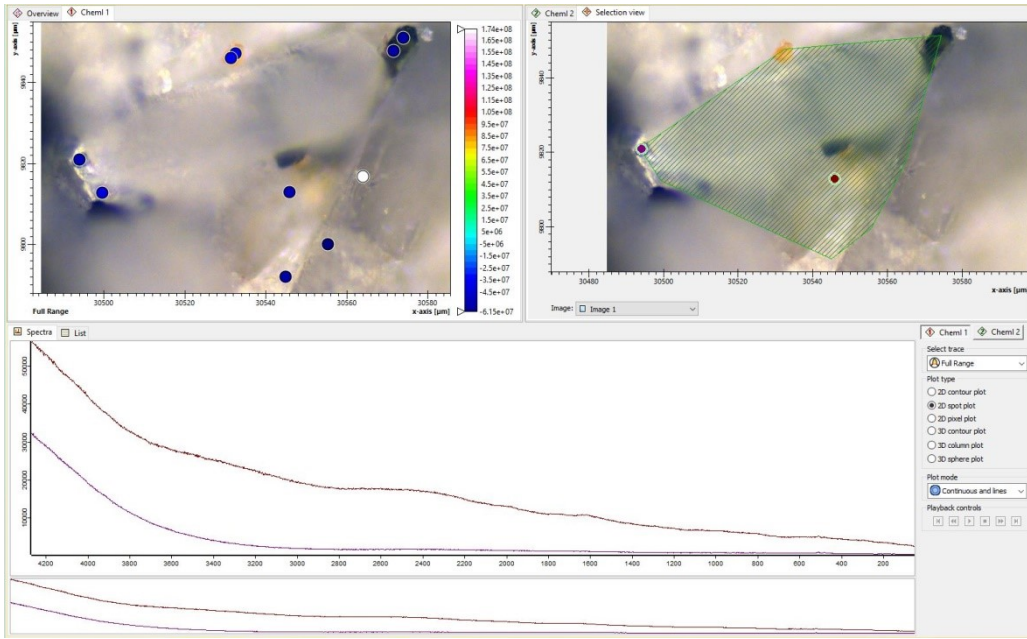 Overview
ChemI 1
y-axis [µm]
9840
9820
9800
30500
30520
30540
30560
30580
Full Range
x-axis [µm]
1.74e+08
1.65e+08
1.55e+08
1.45e+08
1.35e+08
1.25e+08
1.15e+08
1.05e+08
9.5e+07
8.5e+07
7.5e+07
6.5e+07
5.5e+07
4.5e+07
3.5e+07
2.5e+07
1.5e+07
5e+06
-5e+06
-1.5e+07
-2.5e+07
-3.5e+07
-4.5e+07
-6.15e+07
ChemI 2
Selection view
y-axis [µm]
9840
9820
9800
30480
30500
30520
30540
30560
30580
x-axis [µm]
Image:
Image 1
Spectra
List
50000
40000
30000
20000
10000
4200
4000
3800
3600
3400
3200
3000
2800
2600
2400
2200
2000
1800
1600
1400
1200
1000
800
600
400
200
ChemI 1
ChemI 2
Select trace
Full Range
Plot type
2D contour plot
2D spot plot
2D pixel plot
3D contour plot
3D column plot
3D sphere plot
Plot mode
Continuous and lines
Playback controls